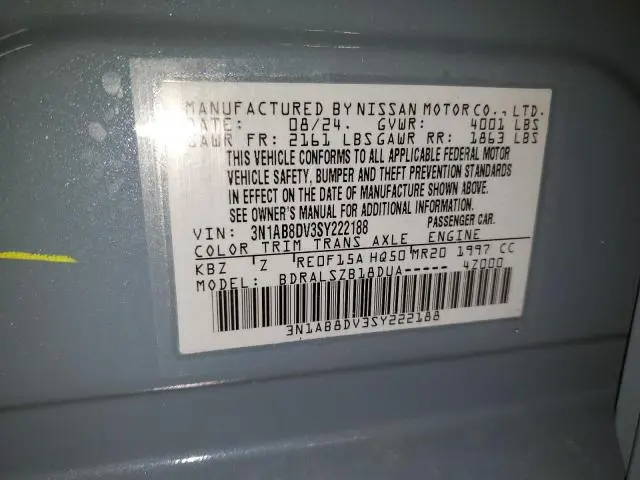 MANUFACTURED BY NISSAN MOTOR CO., LTD.
DATE: 08/24. GVWR: 4001 LBS
GAWR FR: 2161 LBS GAWR RR: 1863 LBS
THIS VEHICLE CONFORMS TO ALL APPLICABLE FEDERAL MOTOR
VEHICLE SAFETY, BUMPER AND THEFT PREVENTION STANDARDS
IN EFFECT ON THE DATE OF MANUFACTURE SHOWN ABOVE.
SEE OWNER'S MANUAL FOR ADDITIONAL INFORMATION.
VIN: 3N1AB8DV3SY222188 PASSENGER CAR.
COLOR TRIM TRANS AXLE ENGINE
KBZ Z RE0F15A HQ50 MR20 1997 CC
MODEL: BDRALSZB18DUA----- 4Z000
3N1AB8DV3SY222188